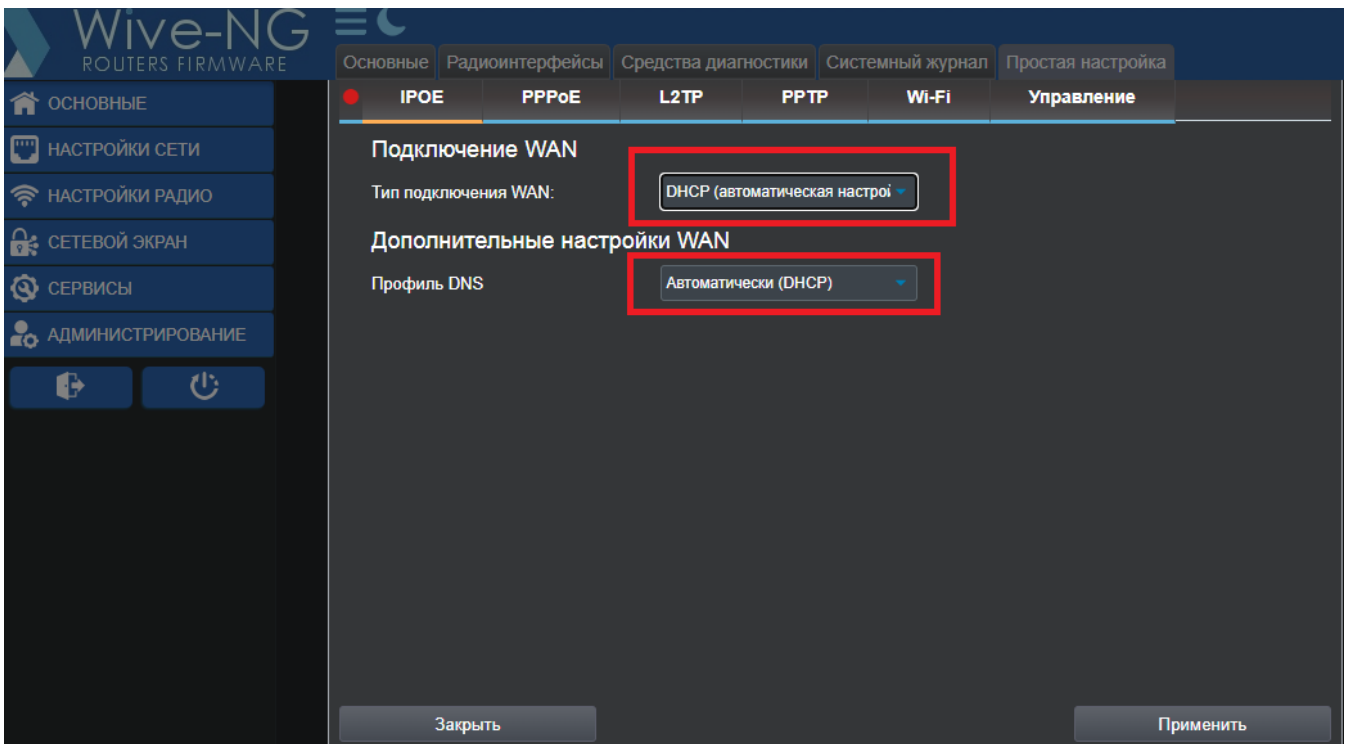 Wive-NG
ROUTERS FIRMWARE
Основные Радиоинтерфейсы Средства диагностики Системный журнал Простая настройка
ОСНОВНЫЕ
НАСТРОЙКИ СЕТИ
НАСТРОЙКИ РАДИО
СЕТЕВОЙ ЭКРАН
СЕРВИСЫ
АДМИНИСТРИРОВАНИЕ
IPOE PPPoE L2TP PPTP Wi-Fi Управление
Подключение WAN
Тип подключения WAN: DHCP (автоматическая настрой
Дополнительные настройки WAN
Профиль DNS Автоматически (DHCP)
Закрыть Применить